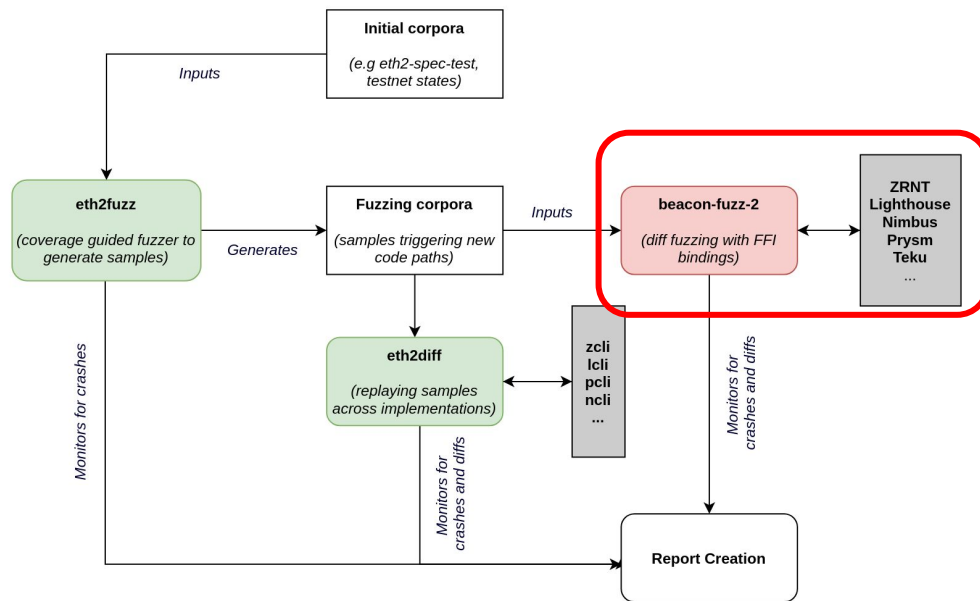 Initial corpora
(e.g eth2-spec-test,
testnet states)
Inputs
eth2fuzz
(coverage guided fuzzer to
generate samples)
Generates
Fuzzing corpora
(samples triggering new
code paths)
Inputs
beacon-fuzz-2
(diff fuzzing with FFI
bindings)
ZRNT
Lighthouse
Nimbus
Prysm
Teku
...
eth2diff
(replaying samples
across implementations)
zcli
lcli
pcli
ncli
...
Monitors for crashes
Monitors for
crashes and diffs
Monitors for
crashes and diffs
Report Creation